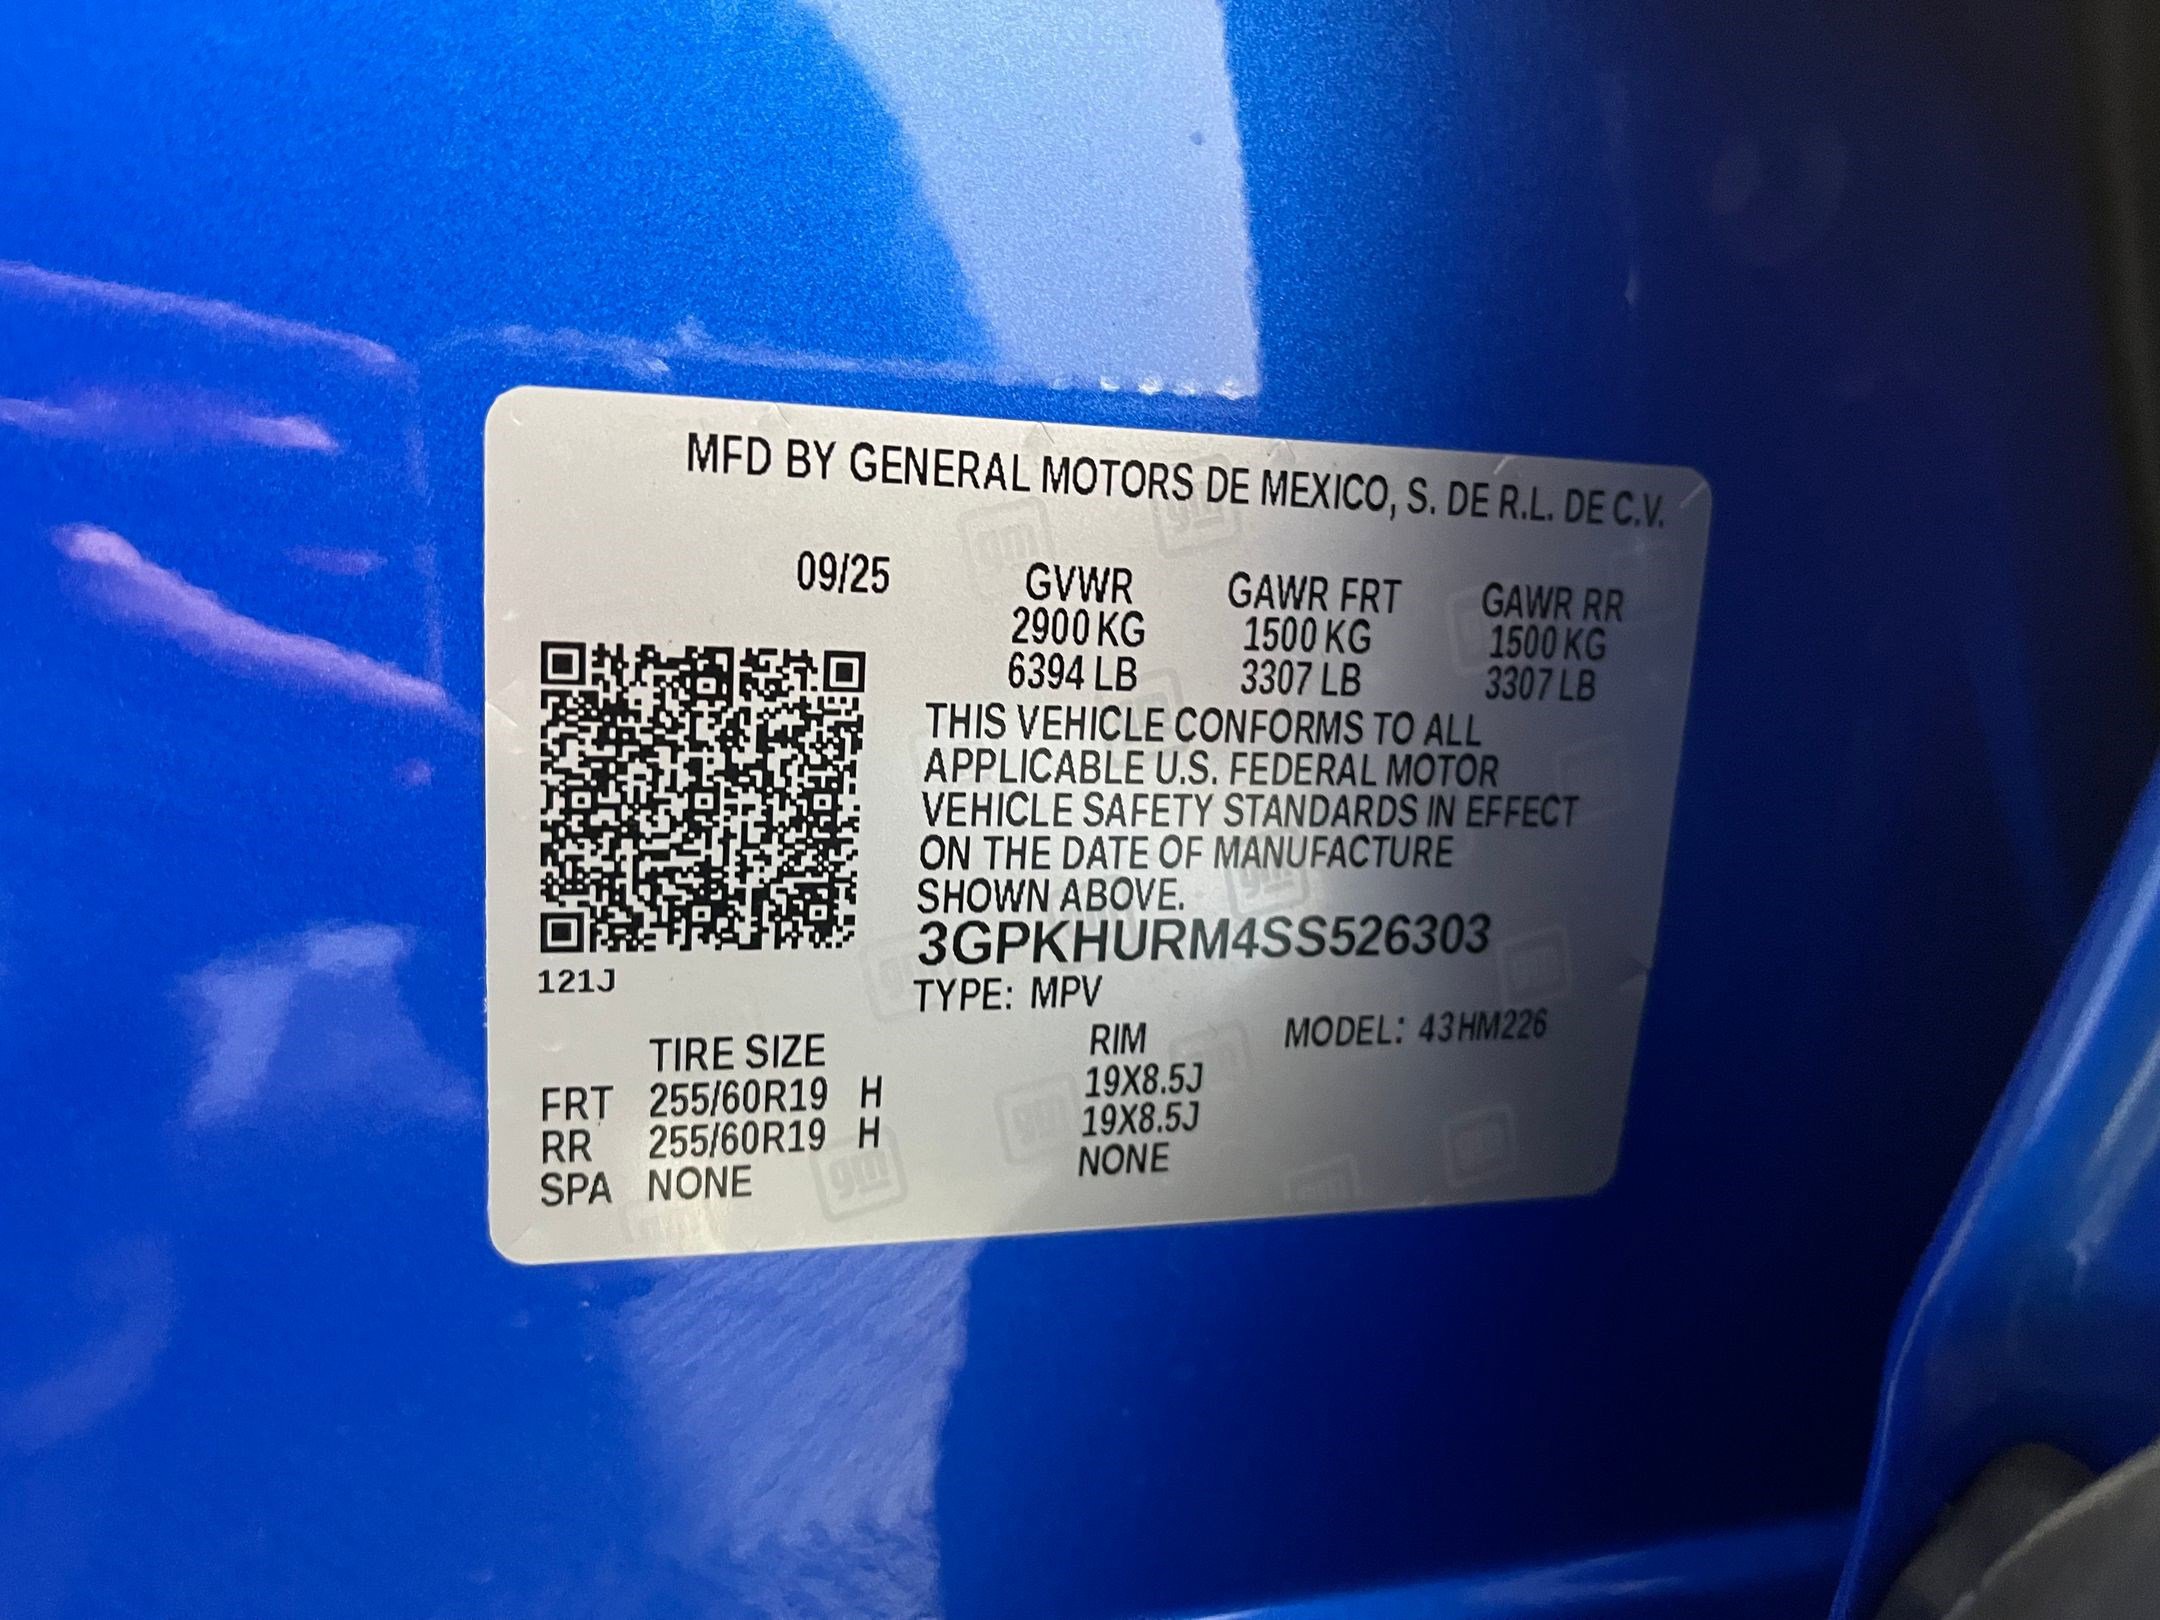 MFD BY GENERAL MOTORS DE MEXICO, S. DE R.L. DE C.V.
09/25 GVWR GAWR FRT GAWR RR
2900 KG 1500 KG 1500 KG
6394 LB 3307 LB 3307 LB
THIS VEHICLE CONFORMS TO ALL
APPLICABLE U.S. FEDERAL MOTOR
VEHICLE SAFETY STANDARDS IN EFFECT
ON THE DATE OF MANUFACTURE
SHOWN ABOVE.
3GPKHURM4SS526303
121J
TYPE: MPV
MODEL: 43HM226
TIRE SIZE RIM
FRT 255/60R19 H 19X8.5J
RR 255/60R19 H 19X8.5J
SPA NONE NONE